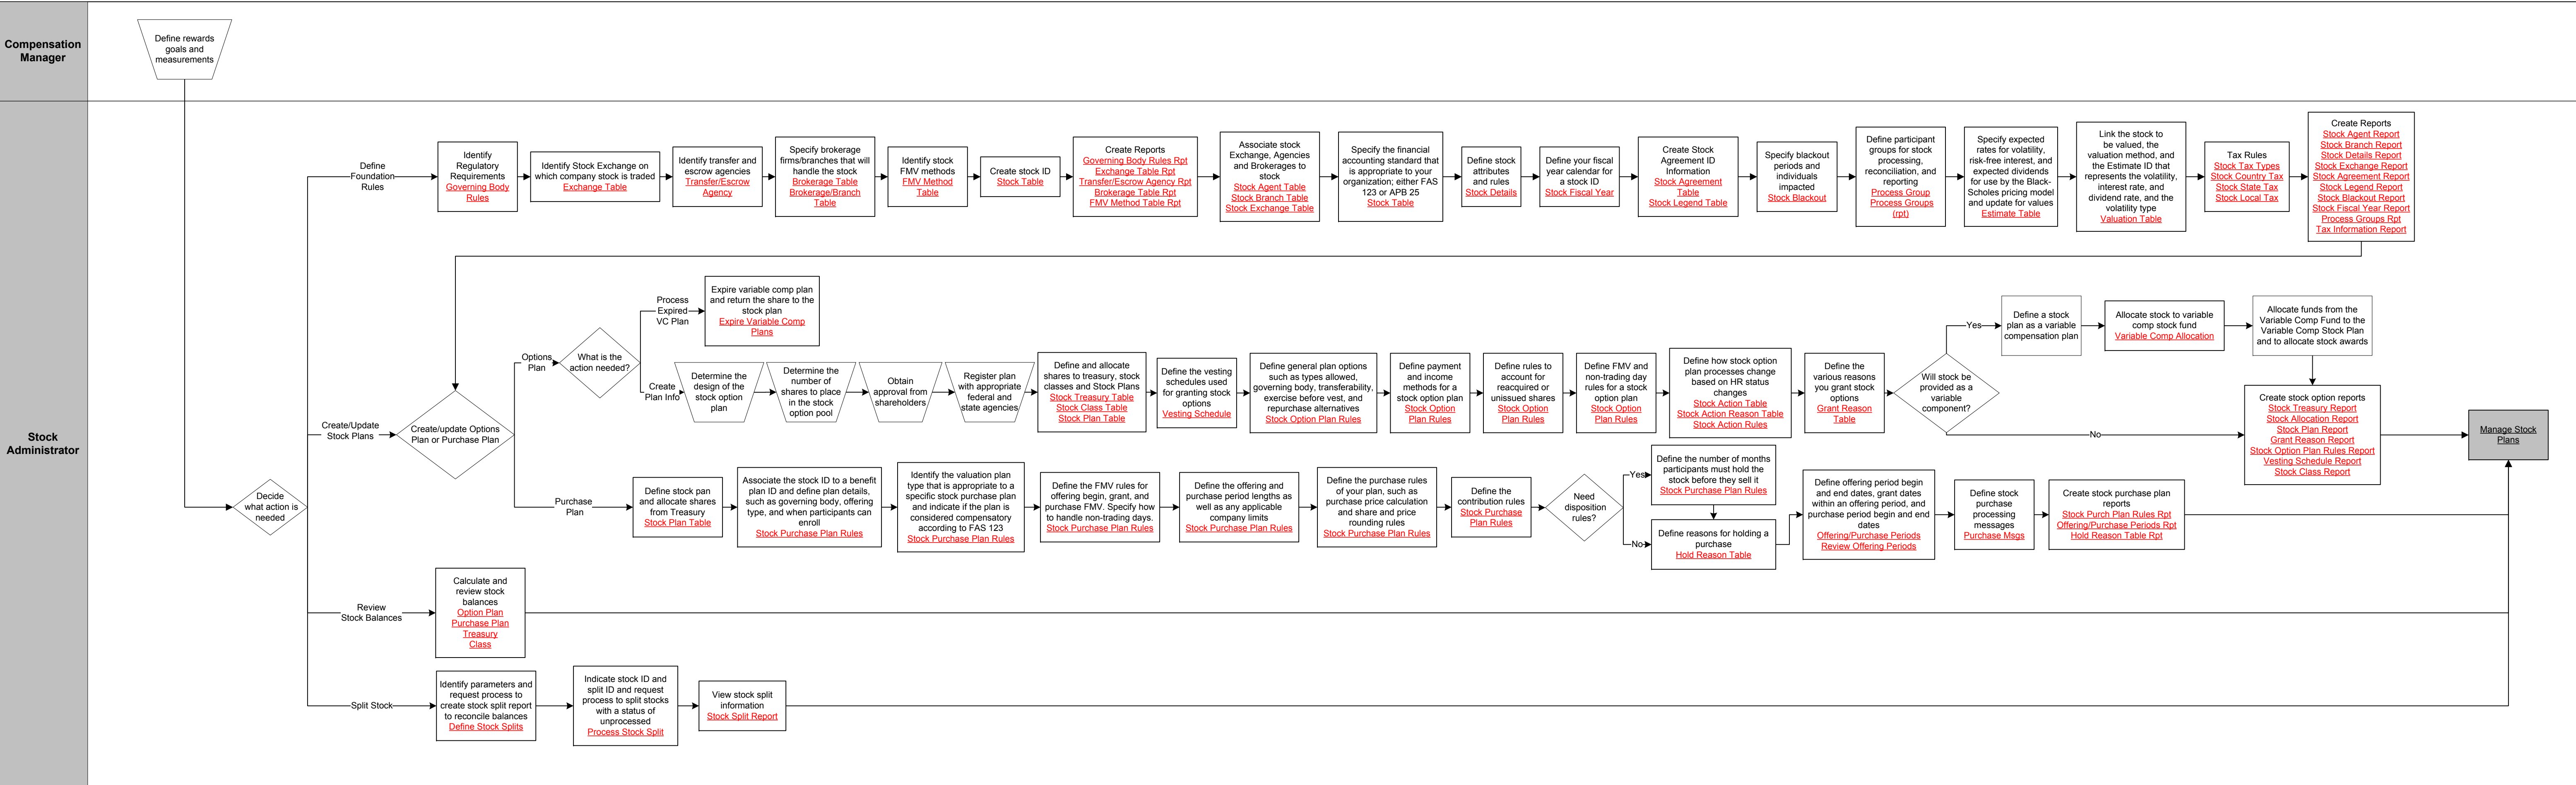 Compensation
Manager
Define rewards
goals and
measurements
Stock
Administrator
Decide
what action is
needed
Define
Foundation
Rules
Identify
Regulatory
Requirements
Governing Body
Rules
Identify Stock Exchange on
which company stock is traded
Exchange Table
Identify transfer and
escrow agencies
Transfer/Escrow
Agency
Specify brokerage
firms/branches that will
handle the stock
Brokerage Table
Brokerage/Branch
Table
Identify stock
FMV methods
FMV Method
Table
Create stock ID
Stock Table
Create Reports
Governing Body Rules Rpt
Exchange Table Rpt
Transfer/Escrow Agency Rpt
Brokerage Table Rpt
FMV Method Table Rpt
Associate stock
Exchange, Agencies
and Brokerages to
stock
Stock Agent Table
Stock Branch Table
Stock Exchange Table
Specify the financial
accounting standard that
is appropriate to your
organization; either FAS
123 or APB 25
Stock Table
Define stock
attributes
and rules
Stock Details
Define your fiscal
year calendar for
a stock ID
Stock Fiscal Year
Create Stock
Agreement ID
Information
Stock Agreement
Table
Stock Legend Table
Specify blackout
periods and
individuals
impacted
Stock Blackout
Define participant
groups for stock
processing,
reconciliation, and
reporting
Process Group
Process Groups
(rpt)
Specify expected
rates for volatility,
risk-free interest, and
expected dividends
for use by the Black-
Scholes pricing model
and update for values
Estimate Table
Link the stock to
be valued, the
valuation method, and
the Estimate ID that
represents the volatility,
interest rate, and
dividend rate, and the
volatility type
Valuation Table
Tax Rules
Stock Tax Types
Stock Country Tax
Stock State Tax
Stock Local Tax
Create Reports
Stock Agent Report
Stock Branch Report
Stock Details Report
Stock Exchange Report
Stock Agreement Report
Stock Legend Report
Stock Blackout Report
Stock Fiscal Year Report
Process Groups Rpt
Tax Information Report
Create/Update
Stock Plans
Create/update Options
Plan or Purchase Plan
Options
Plan
What is the
action needed?
Process
Expired
VC Plan
Expire variable comp plan
and return the share to the
stock plan
Expire Variable Comp
Plans
Create
Plan Info
Determine the
design of the
stock option
plan
Determine the
number of
shares to place
in the stock
option pool
Obtain
approval from
shareholders
Register plan
with appropriate
federal and
state agencies
Define and allocate
shares to treasury, stock
classes and Stock Plans
Stock Treasury Table
Stock Class Table
Stock Plan Table
Define the vesting
schedules used
for granting stock
options
Vesting Schedule
Define general plan options
such as types allowed,
governing body, transferability,
exercise before vest, and
repurchase alternatives
Stock Option Plan Rules
Define payment
and income
methods for a
stock option plan
Stock Option
Plan Rules
Define rules to
account for
reacquired or
unissued shares
Stock Option
Plan Rules
Define FMV and
non-trading day
rules for a stock
option plan
Stock Option
Plan Rules
Define how stock option
plan processes change
based on HR status
changes
Stock Action Table
Stock Action Reason Table
Stock Action Rules
Define the
various reasons
you grant stock
options
Grant Reason
Table
Will stock be
provided as a
variable
component?
Yes
Define a stock
plan as a variable
compensation plan
Allocate stock to variable
comp stock fund
Variable Comp Allocation
Allocate funds from the
Variable Comp Fund to the
Variable Comp Stock Plan
and to allocate stock awards
No
Create stock option reports
Stock Treasury Report
Stock Allocation Report
Stock Plan Report
Grant Reason Report
Stock Option Plan Rules Report
Vesting Schedule Report
Stock Class Report
Manage Stock
Plans
Purchase
Plan
Define stock pan
and allocate shares
from Treasury
Stock Plan Table
Associate the stock ID to a benefit
plan ID and define plan details,
such as governing body, offering
type, and when participants can
enroll
Stock Purchase Plan Rules
Identify the valuation plan
type that is appropriate to a
specific stock purchase plan
and indicate if the plan is
considered compensatory
according to FAS 123
Stock Purchase Plan Rules
Define the FMV rules for
offering begin, grant, and
purchase FMV. Specify how
to handle non-trading days.
Stock Purchase Plan Rules
Define the offering and
purchase period lengths as
well as any applicable
company limits
Stock Purchase Plan Rules
Define the purchase rules
of your plan, such as
purchase price calculation
and share and price
rounding rules
Stock Purchase Plan Rules
Define the
contribution rules
Stock Purchase
Plan Rules
Need
disposition
rules?
Yes
Define the number of months
participants must hold the
stock before they sell it
Stock Purchase Plan Rules
No
Define reasons for holding a
purchase
Hold Reason Table
Define offering period begin
and end dates, grant dates
within an offering period, and
purchase period begin and end
dates
Offering/Purchase Periods
Review Offering Periods
Define stock
purchase
processing
messages
Purchase Msgs
Create stock purchase plan
reports
Stock Purch Plan Rules Rpt
Offering/Purchase Periods Rpt
Hold Reason Table Rpt
Review
Stock Balances
Calculate and
review stock
balances
Option Plan
Purchase Plan
Treasury
Class
Split Stock
Identify parameters and
request process to
create stock split report
to reconcile balances
Define Stock Splits
Indicate stock ID and
split ID and request
process to split stocks
with a status of
unprocessed
Process Stock Split
View stock split
information
Stock Split Report